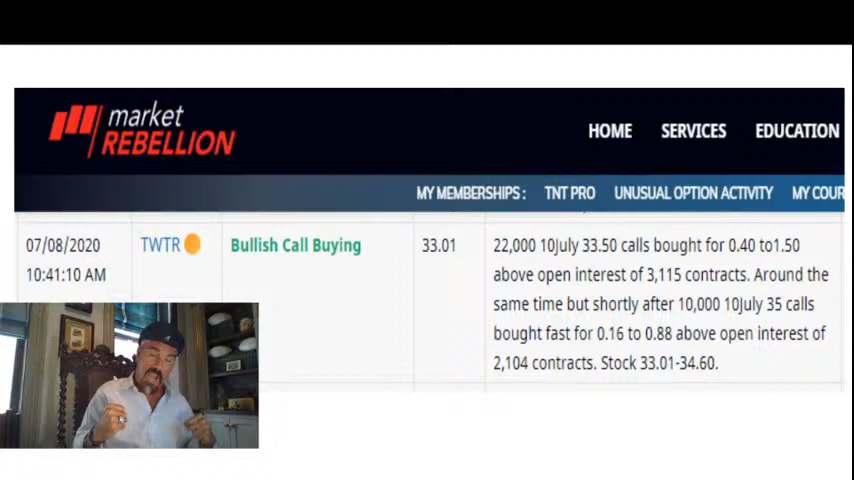 market
REBELLION
HOME SERVICES EDUCATION
MY MEMBERSHIPS : TNT PRO UNUSUAL OPTION ACTIVITY MY COUR
07/08/2020
10:41:10 AM
TWTR
Bullish Call Buying
33.01
22,000 10July 33.50 calls bought for 0.40 to1.50
above open interest of 3,115 contracts. Around the
same time but shortly after 10,000 10July 35 calls
bought fast for 0.16 to 0.88 above open interest of
2,104 contracts. Stock 33.01-34.60.